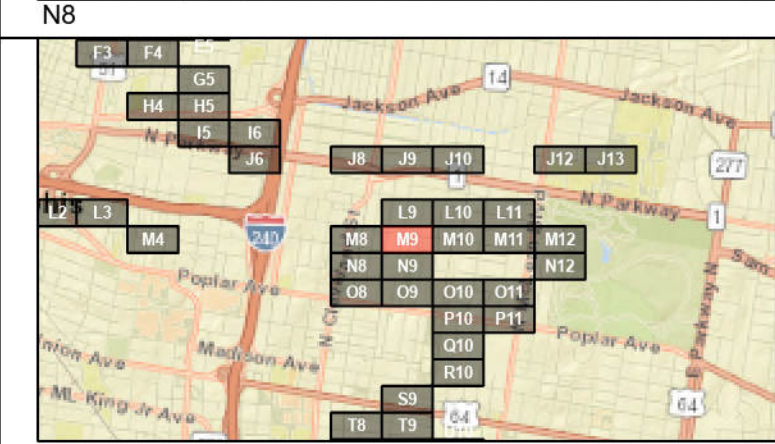 N8
F3 F4
G5
14
Jackson Ave
Jackson Ave
H4 H5
N Parkway
I5 I6
J6
J8 J9 J10
J12 J13
277
1
N Parkway
L2 L3
L9 L10 L11
1
M4
240
M8 M9 M10 M11 M12
N8 N9
N12
Sam
Poplar Ave
O8 O9 O10 O11
P10 P11
Poplar Ave
Q10
Madison Ave
nion Ave
R10
ML King Jr Ave
S9
64
64
T8 T9